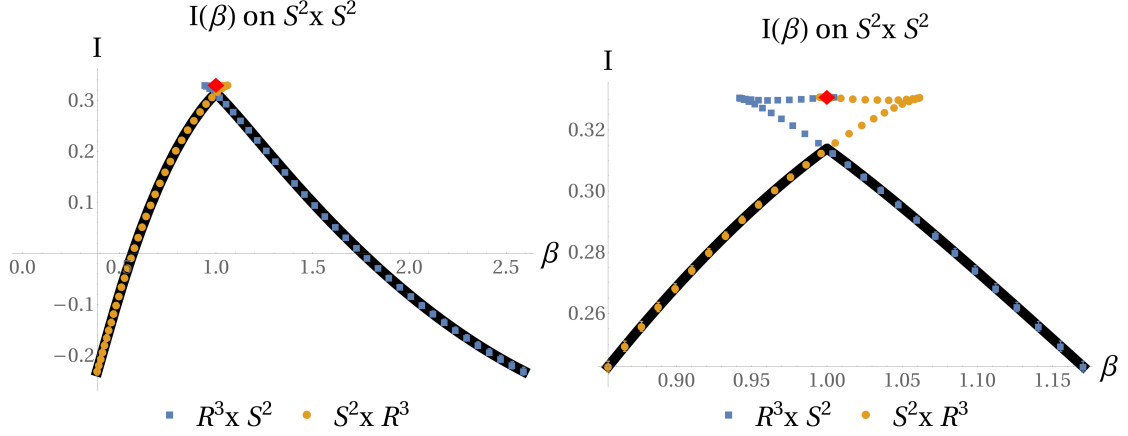 I(β) on S²x S²
I
0.3
0.2
0.1
−0.1
−0.2
0.0
0.5
1.0
1.5
2.0
2.5
β
R³x S²
S²x R³
I(β) on S²x S²
I
0.32
0.30
0.28
0.26
0.90
0.95
1.00
1.05
1.10
1.15
β
R³x S²
S²x R³